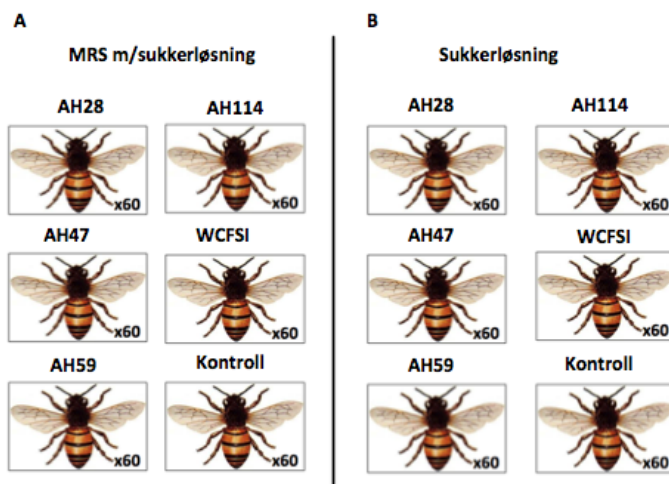 A
MRS m/sukkerløsning
AH28
AH114
x60
x60
AH47
WCFSI
x60
x60
AH59
Kontroll
x60
x60
B
Sukkerløsning
AH28
AH114
x60
x60
AH47
WCFSI
x60
x60
AH59
Kontroll
x60
x60